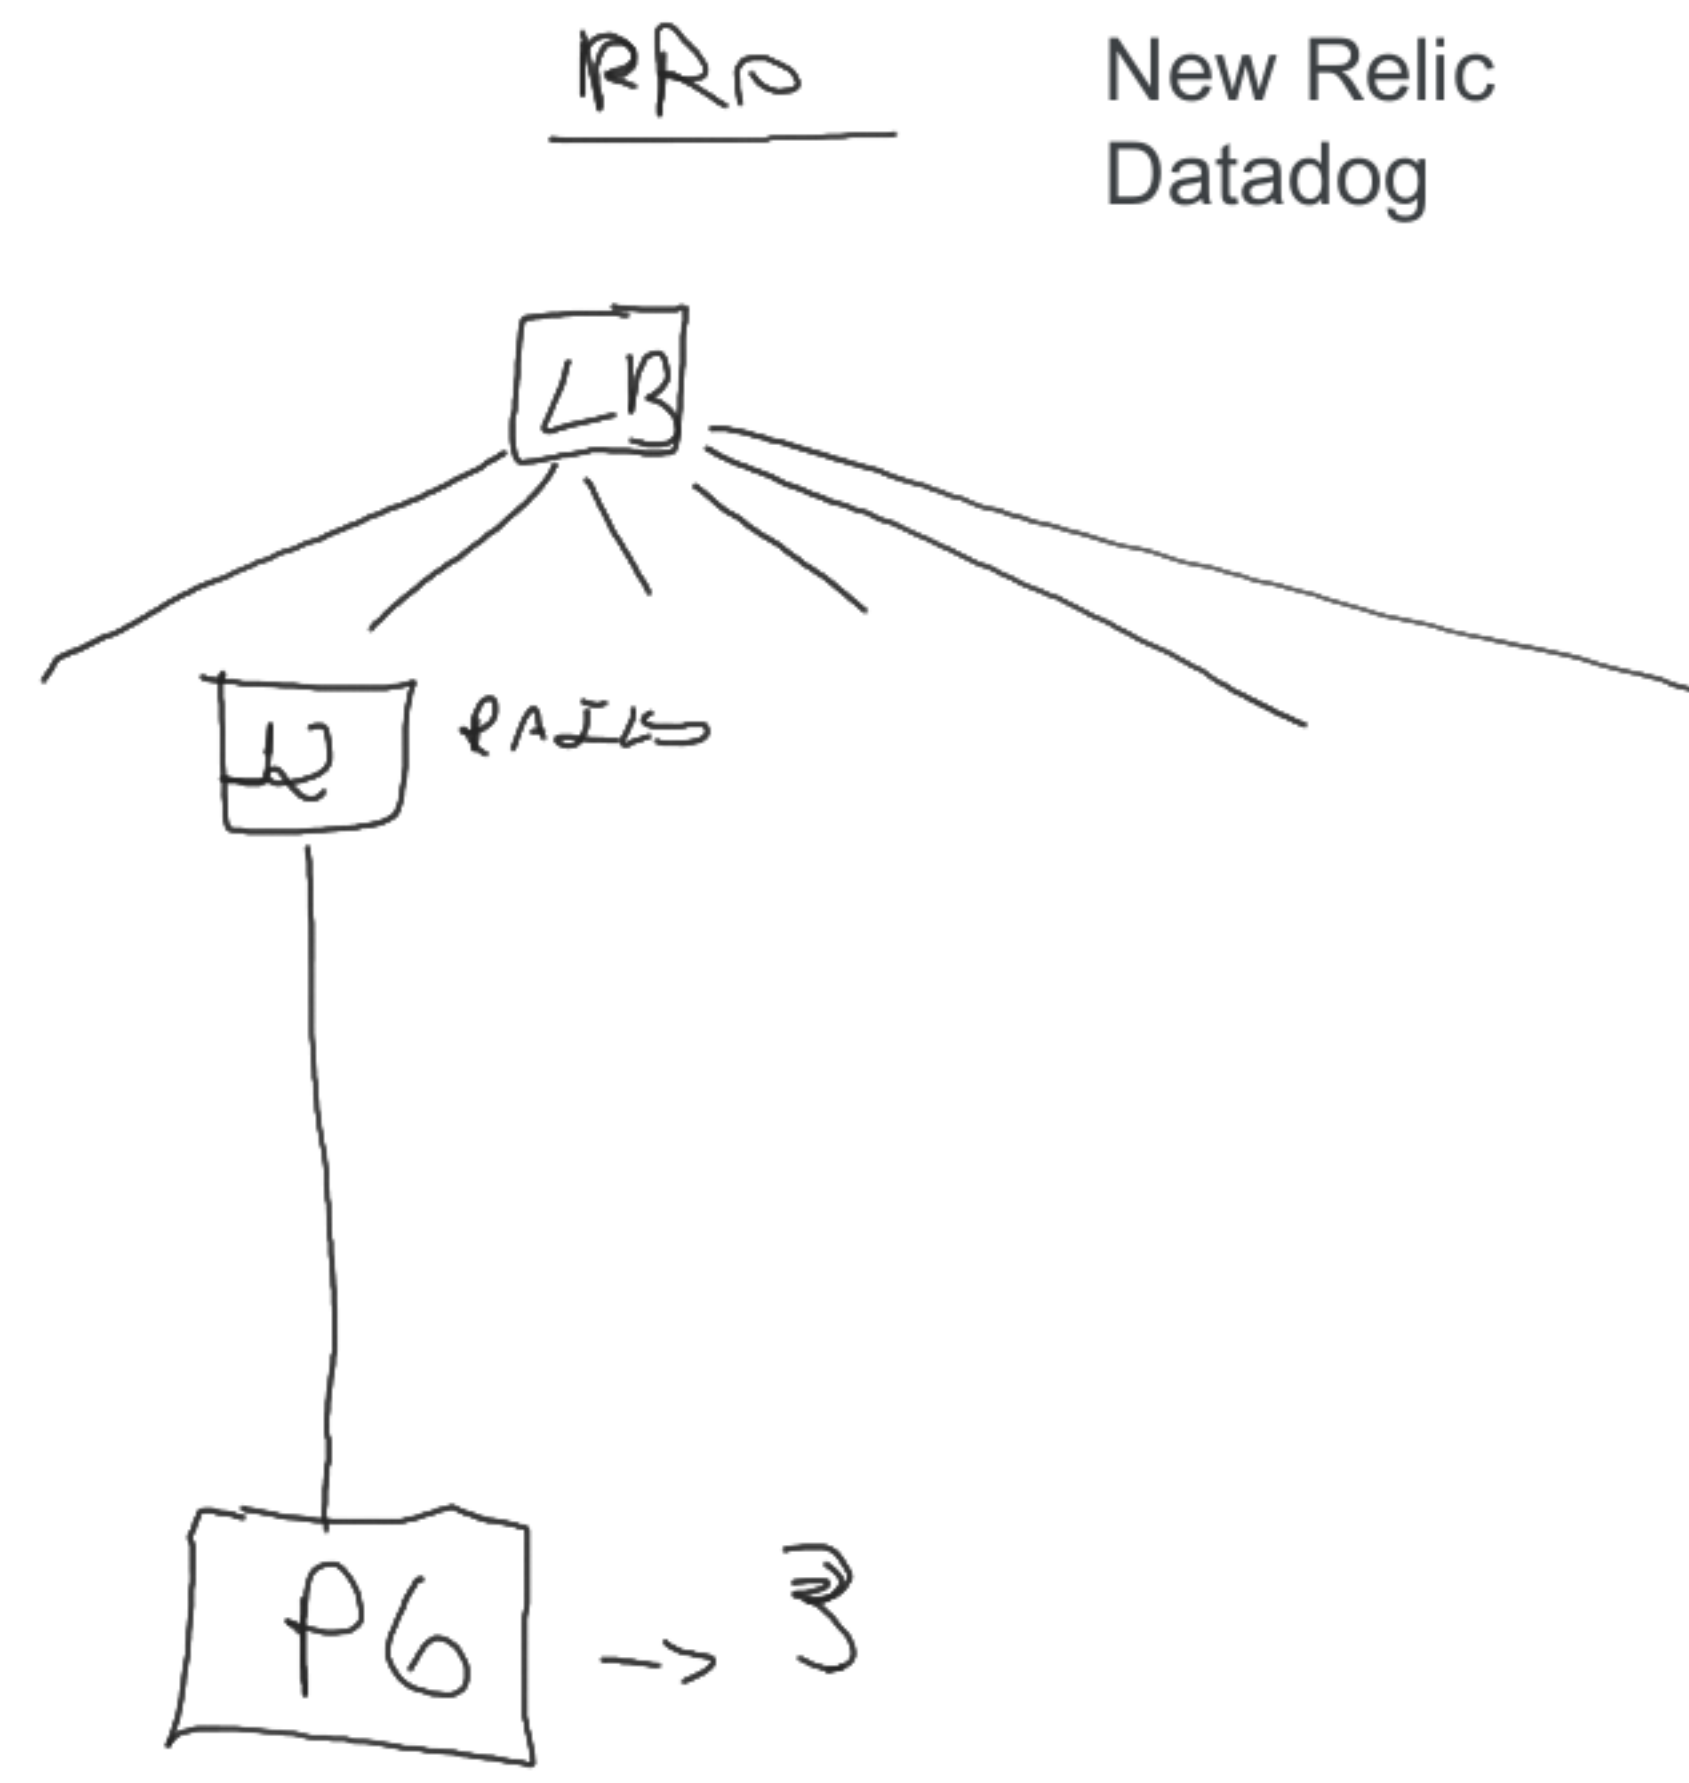 RRD
New Relic
Datadog
LB
R
RAILS
PG
-> 3